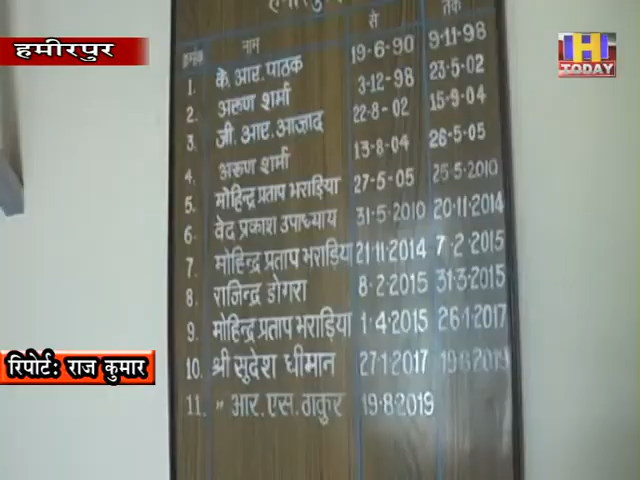 हमीरपुर
से तक
क्रमांक नाम
1. के. आर. पाठक 19-6-90 9-11-98
2. अरुण शर्मा 3-12-98 23-5-02
3. जी. आर. आज़ाद 22-8-02 15-9-04
4. अरुण शर्मा 13-8-04 26-5-05
5. मोहिन्द्र प्रताप भराड़िया 27-5-05 25-5-2010
6. वेद प्रकाश उपाध्याय 31-5-2010 20-11-2014
7. मोहिन्द्र प्रताप भराड़िया 21-11-2014 7-2-2015
8. राजिन्द्र डोगरा 8-2-2015 31-3-2015
9. मोहिन्द्र प्रताप भराड़िया 1-4-2015 26-1-2017
10. श्री सुदेश धीमान 27-1-2017 19-8-2019
11. " आर. एस. ठाकुर 19-8-2019
हमीरपुर
H
TODAY
रिपोर्ट: राज कुमार